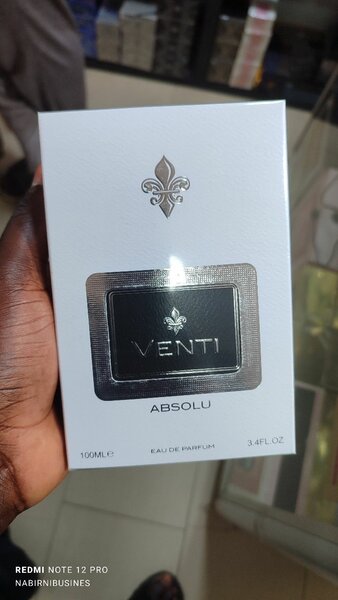 VENTI
ABSOLU
100ML℮
EAU DE PARFUM
3.4FL.OZ
REDMI NOTE 12 PRO
NABIRNIBUSINES